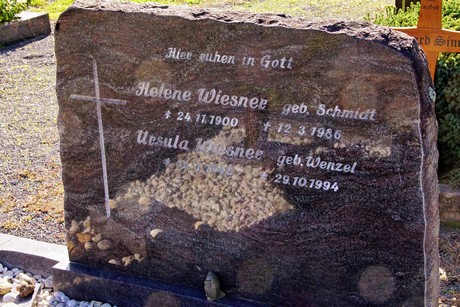 Hier ruhen in Gott
Helene Wiesner geb. Schmidt
* 24.11.1900 † 12.3.1986
Ursula Wiesner geb. Wenzel
† 29.10.1994